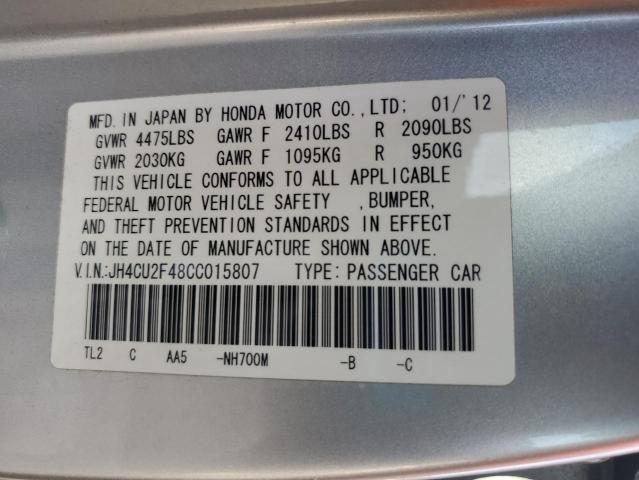 MFD. IN JAPAN BY HONDA MOTOR CO., LTD: 01/'12
GVWR 4475LBS GAWR F 2410LBS R 2090LBS
GVWR 2030KG GAWR F 1095KG R 950KG
THIS VEHICLE CONFORMS TO ALL APPLICABLE
FEDERAL MOTOR VEHICLE SAFETY , BUMPER,
AND THEFT PREVENTION STANDARDS IN EFFECT
ON THE DATE OF MANUFACTURE SHOWN ABOVE.
V.I.N.:JH4CU2F48CC015807 TYPE: PASSENGER CAR
TL2 C AA5 -NH700M -B -C